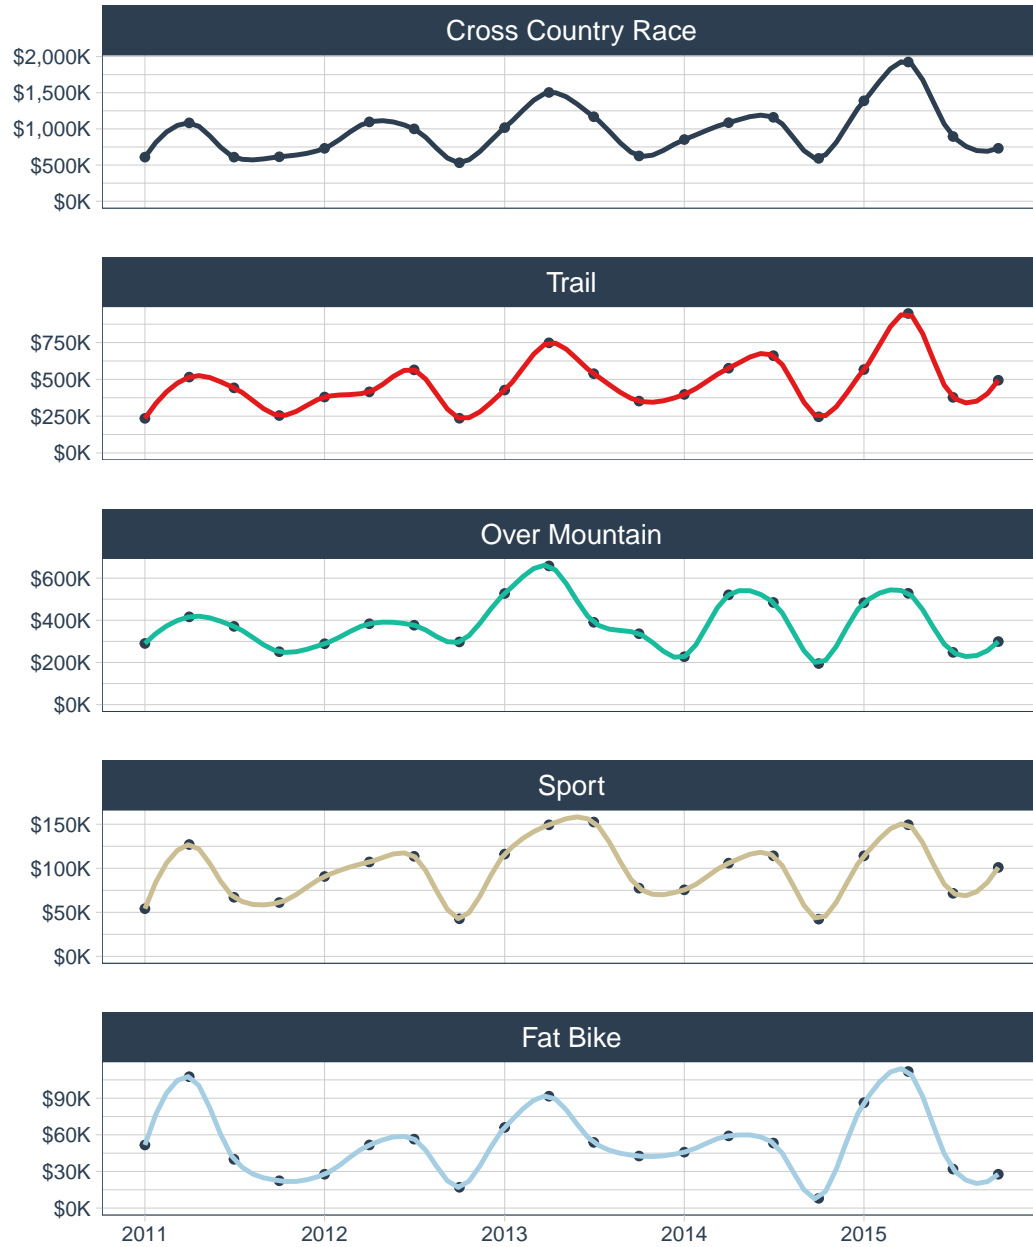 Cross Country Race
$2,000K
$1,500K
$1,000K
$500K
$0K
Trail
$750K
$500K
$250K
$0K
Over Mountain
$600K
$400K
$200K
$0K
Sport
$150K
$100K
$50K
$0K
Fat Bike
$90K
$60K
$30K
$0K
2011 2012 2013 2014 2015